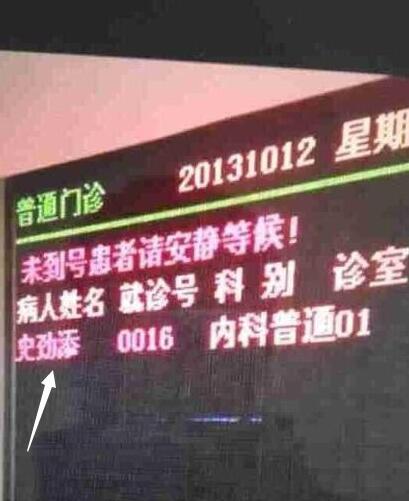 普通门诊 20131012 星期
未到号患者请安静等候!
病人姓名 就诊号 科别 诊室
史劲添 0016 内科普通01